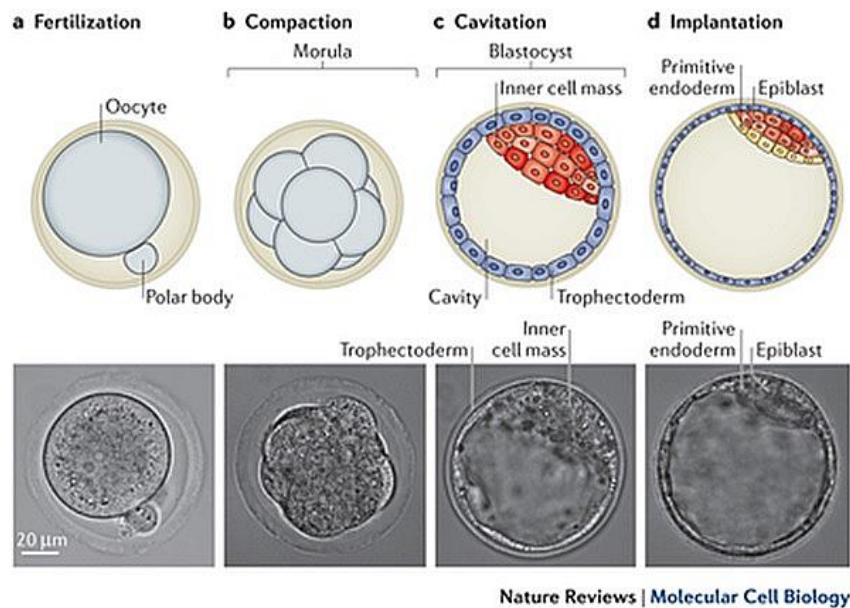 a Fertilization
b Compaction
c Cavitation
d Implantation
Morula
Blastocyst
Oocyte
Inner cell mass
Primitive
endoderm
Epiblast
Polar body
Cavity
Trophectoderm
Trophectoderm
Inner
cell mass
Primitive
endoderm
Epiblast
20 μm
Nature Reviews | Molecular Cell Biology